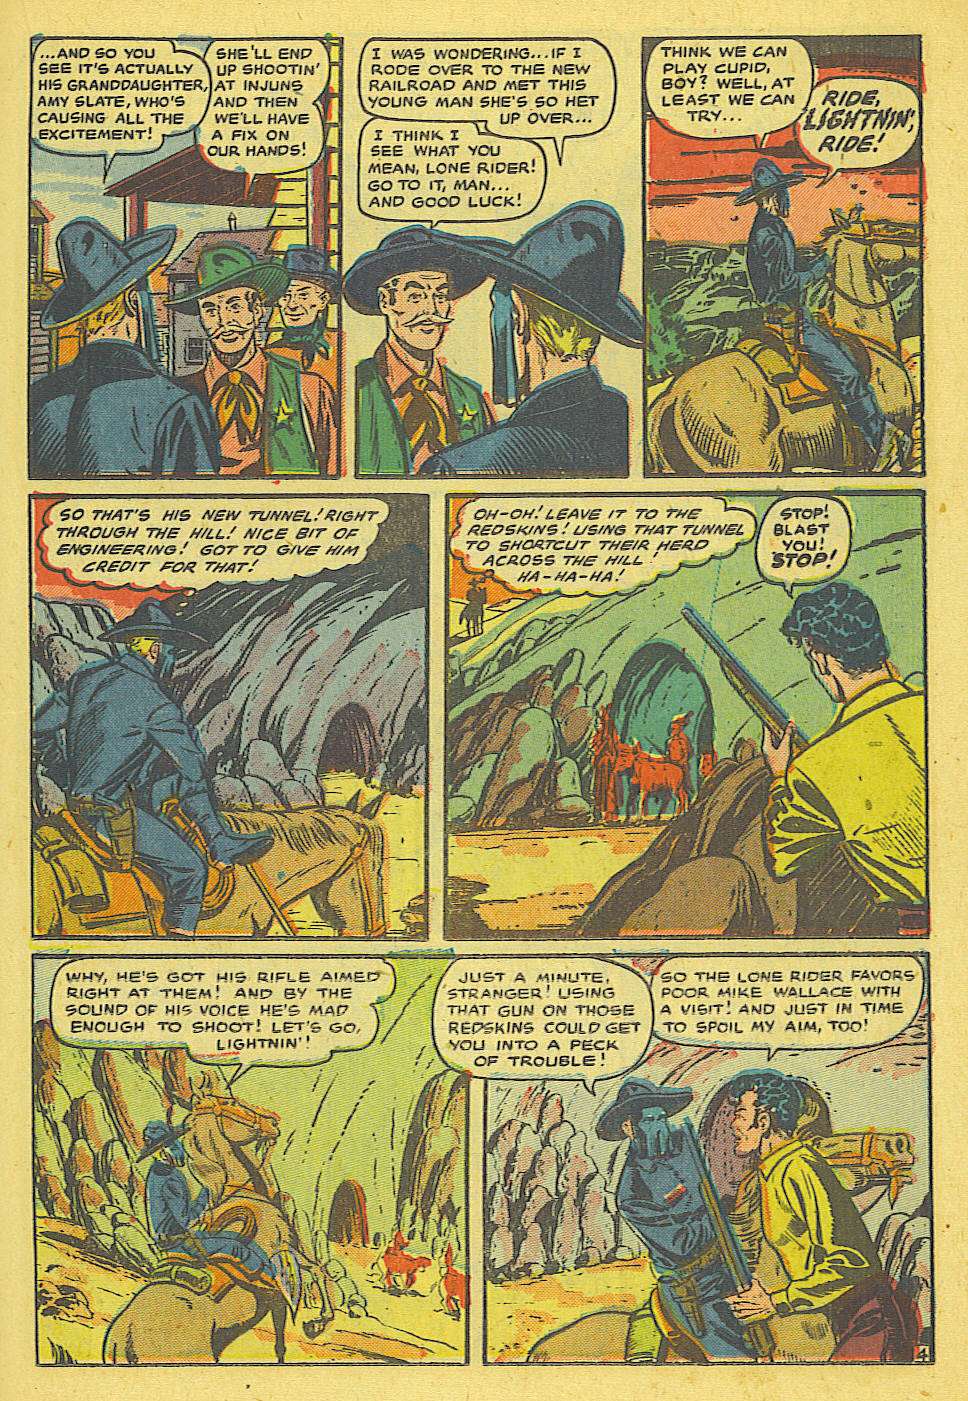 ...AND SO YOU
SEE IT'S ACTUALLY
HIS GRANDDAUGHTER,
AMY SLATE, WHO'S
CAUSING ALL THE
EXCITEMENT!
SHE'LL END
UP SHOOTIN'
AT INJUNS
AND THEN
WE'LL HAVE
A FIX ON
OUR HANDS!
I WAS WONDERING...IF I
RODE OVER TO THE NEW
RAILROAD AND MET THIS
YOUNG MAN SHE'S SO HET
UP OVER...
I THINK I
SEE WHAT YOU
MEAN, LONE RIDER!
GO TO IT, MAN...
AND GOOD LUCK!
THINK WE CAN
PLAY CUPID,
BOY? WELL, AT
LEAST WE CAN
TRY...
RIDE,
LIGHTNIN',
RIDE!
SO THAT'S HIS NEW TUNNEL! RIGHT
THROUGH THE HILL! NICE BIT OF
ENGINEERING! GOT TO GIVE HIM
CREDIT FOR THAT!
OH-OH! LEAVE IT TO THE
REDSKINS! USING THAT TUNNEL
TO SHORTCUT THEIR HERD
ACROSS THE HILL!
HA-HA-HA!
STOP!
BLAST
YOU!
STOP!
WHY, HE'S GOT HIS RIFLE AIMED
RIGHT AT THEM! AND BY THE
SOUND OF HIS VOICE HE'S MAD
ENOUGH TO SHOOT! LET'S GO,
LIGHTNIN'!
JUST A MINUTE,
STRANGER! USING
THAT GUN ON THOSE
REDSKINS COULD GET
YOU INTO A PECK
OF TROUBLE!
SO THE LONE RIDER FAVORS
POOR MIKE WALLACE WITH
A VISIT! AND JUST IN TIME
TO SPOIL MY AIM, TOO!
4